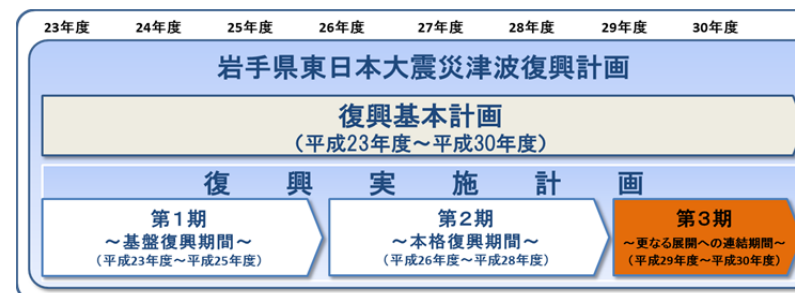 23年度 24年度 25年度 26年度 27年度 28年度 29年度 30年度
岩手県東日本大震災津波復興計画
復興基本計画
（平成23年度～平成30年度）
復興実施計画
第１期
～基盤復興期間～
（平成23年度～平成25年度）
第２期
～本格復興期間～
（平成26年度～平成28年度）
第３期
～更なる展開への連結期間～
（平成29年度～平成30年度）